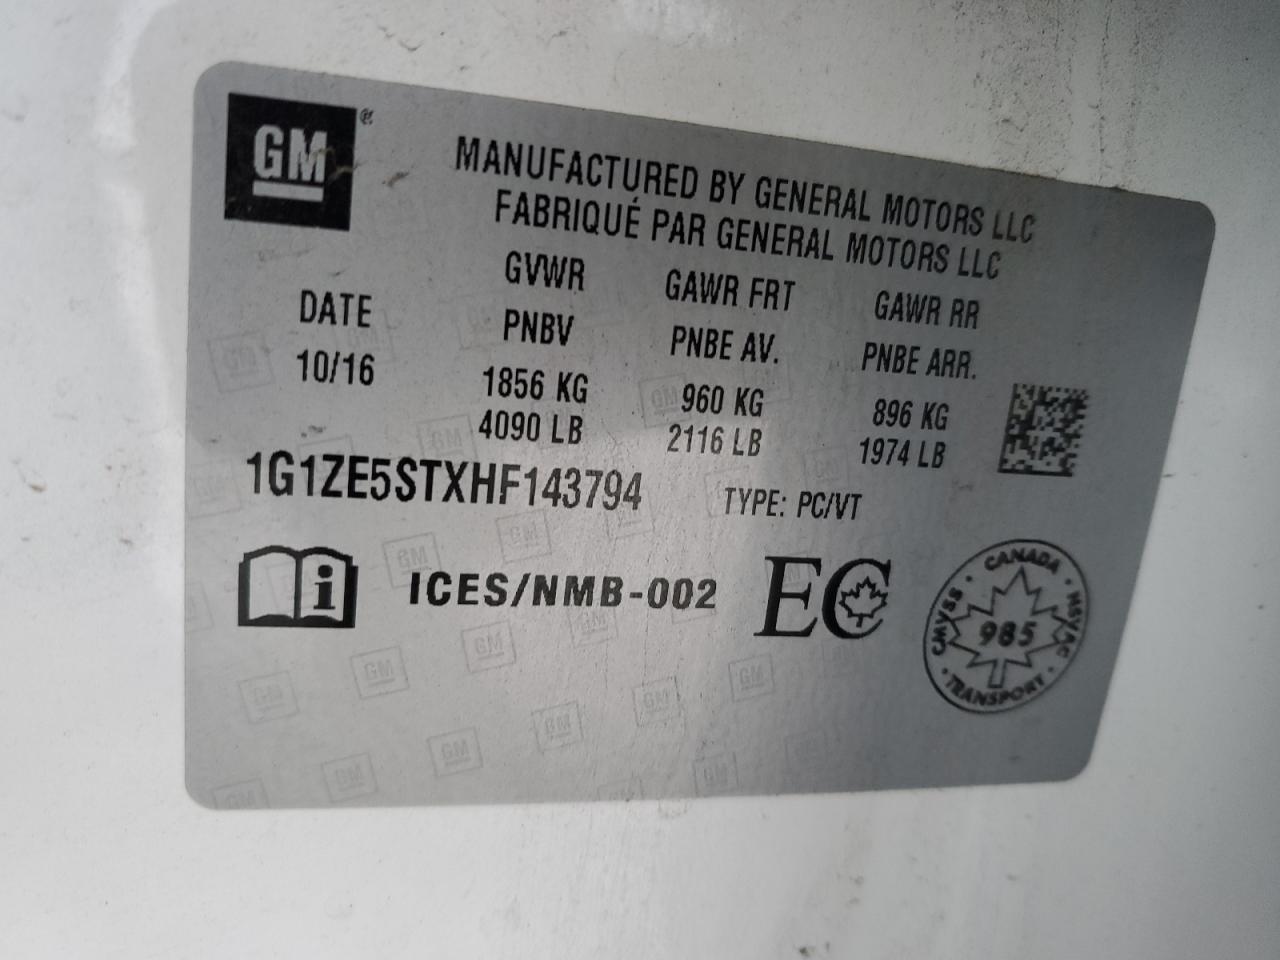 GM®
MANUFACTURED BY GENERAL MOTORS LLC
FABRIQUÉ PAR GENERAL MOTORS LLC
DATE GVWR GAWR FRT GAWR RR
PNBV PNBE AV. PNBE ARR.
10/16 1856 KG 960 KG 896 KG
4090 LB 2116 LB 1974 LB
1G1ZE5STXHF143794 TYPE: PC/VT
i ICES/NMB-002 EC
CANADA
CMVSS 985 NSVAC
TRANSPORT